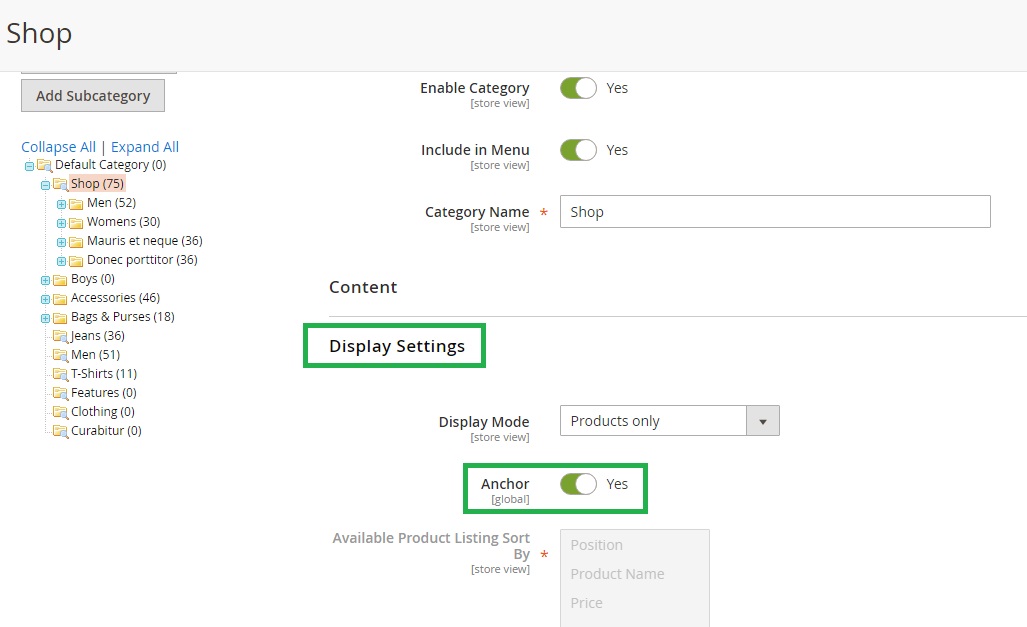 Shop
Add Subcategory
Collapse All | Expand All
Default Category (0)
Shop (75)
Men (52)
Womens (30)
Mauris et neque (36)
Donec porttitor (36)
Boys (0)
Accessories (46)
Bags & Purses (18)
Jeans (36)
Men (51)
T-Shirts (11)
Features (0)
Clothing (0)
Curabitur (0)
Enable Category Yes
[store view]
Include in Menu Yes
[store view]
Category Name * Shop
[store view]
Content
Display Settings
Display Mode Products only
[store view]
Anchor Yes
[global]
Available Product Listing Sort
By *
[store view]
Position
Product Name
Price